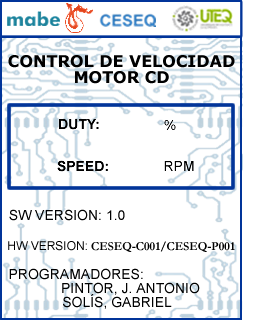 mabe CESEQ UTEQ
CONTROL DE VELOCIDAD
MOTOR CD
DUTY: %
SPEED: RPM
SW VERSION: 1.0
HW VERSION: CESEQ-C001/CESEQ-P001
PROGRAMADORES:
PINTOR, J. ANTONIO
SOLÍS, GABRIEL